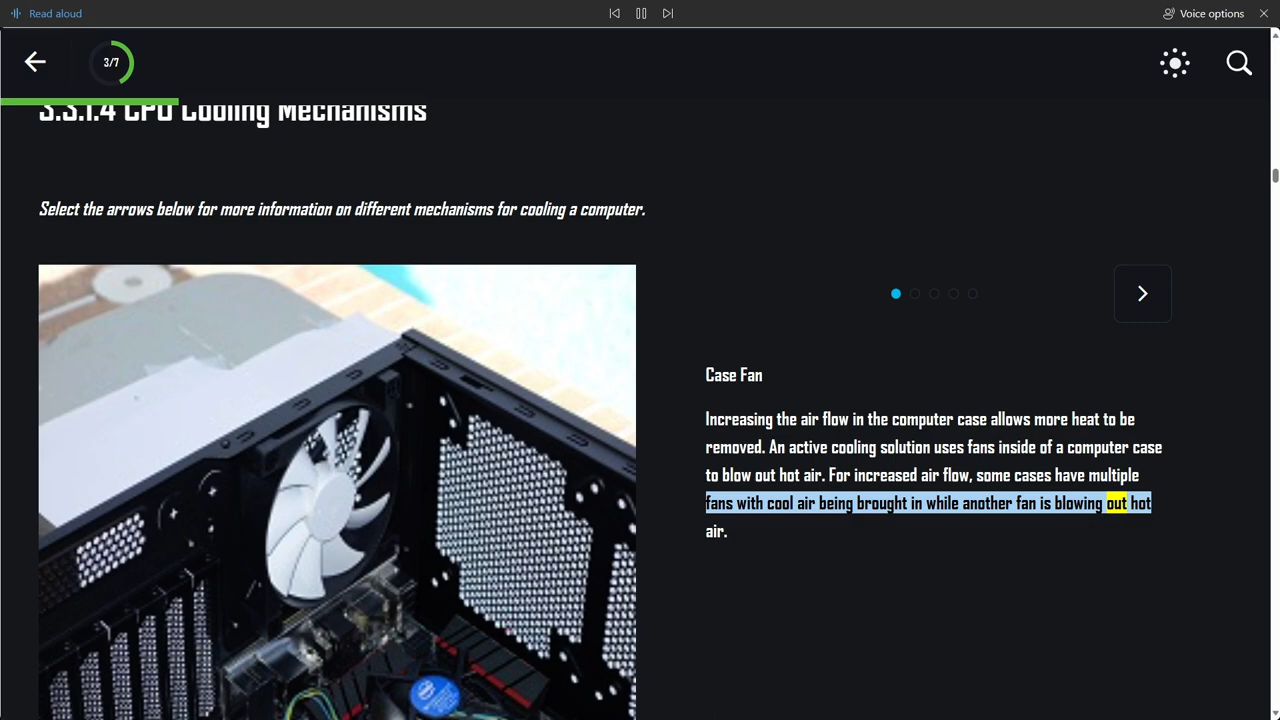 Read aloud
Voice options
3/7
3.3.1.4 CPU Cooling Mechanisms
Select the arrows below for more information on different mechanisms for cooling a computer.
Case Fan
Increasing the air flow in the computer case allows more heat to be
removed. An active cooling solution uses fans inside of a computer case
to blow out hot air. For increased air flow, some cases have multiple
fans with cool air being brought in while another fan is blowing out hot
air.
intel